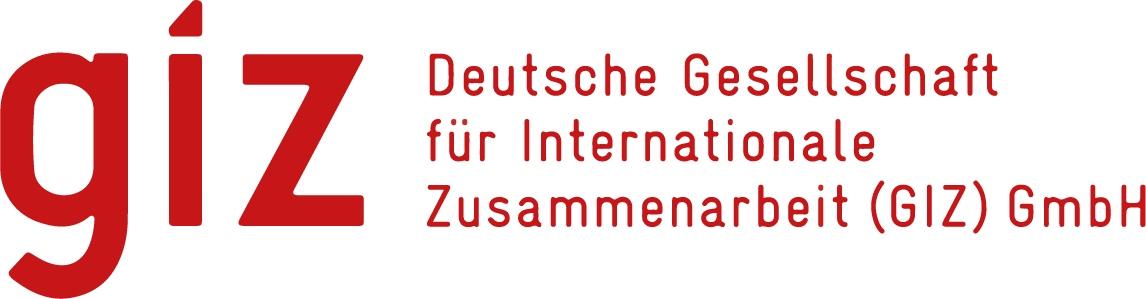 giz
Deutsche Gesellschaft
für Internationale
Zusammenarbeit (GIZ) GmbH